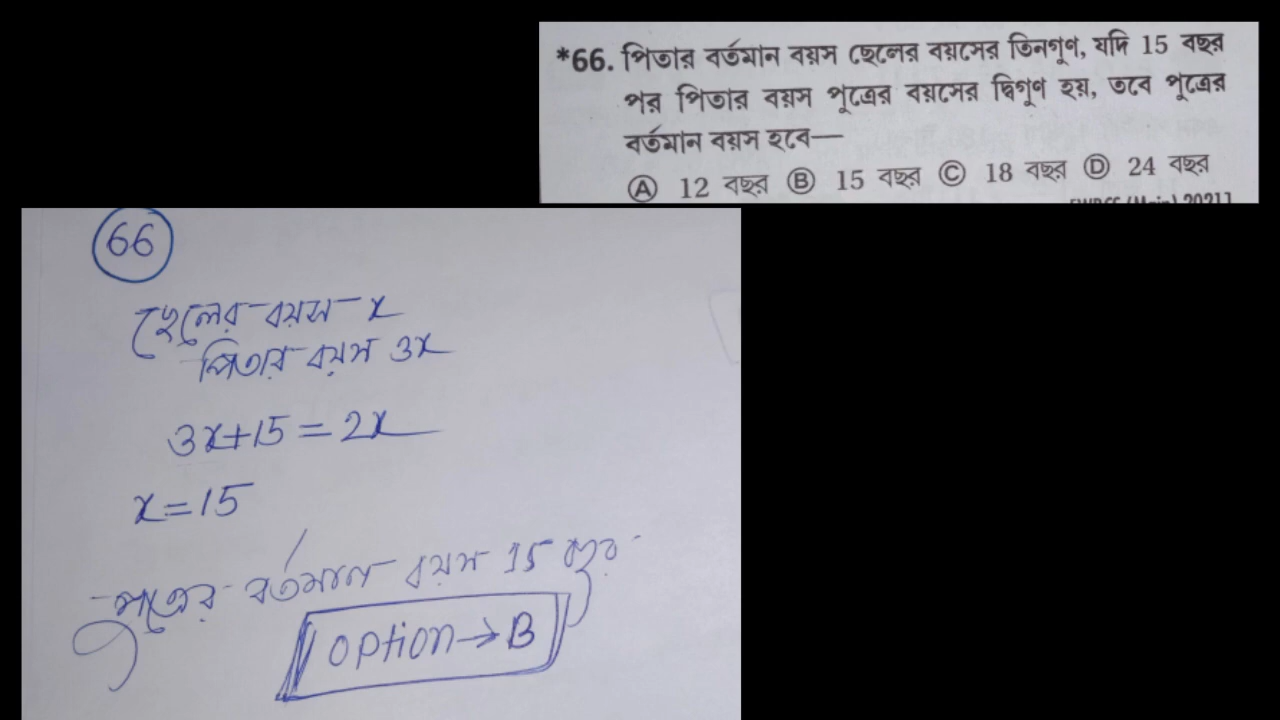 *66. পিতার বর্তমান বয়স ছেলের বয়সের তিনগুণ, যদি 15 বছর
পর পিতার বয়স পুত্রের বয়সের দ্বিগুণ হয়, তবে পুত্রের
বর্তমান বয়স হবে—
Ⓐ 12 বছর Ⓑ 15 বছর Ⓒ 18 বছর Ⓓ 24 বছর
66
ছেলের বয়স x
পিতার বয়স 3x
3x+15=2x
x=15
পুত্রের বর্তমান বয়স 15 বছর
option→B